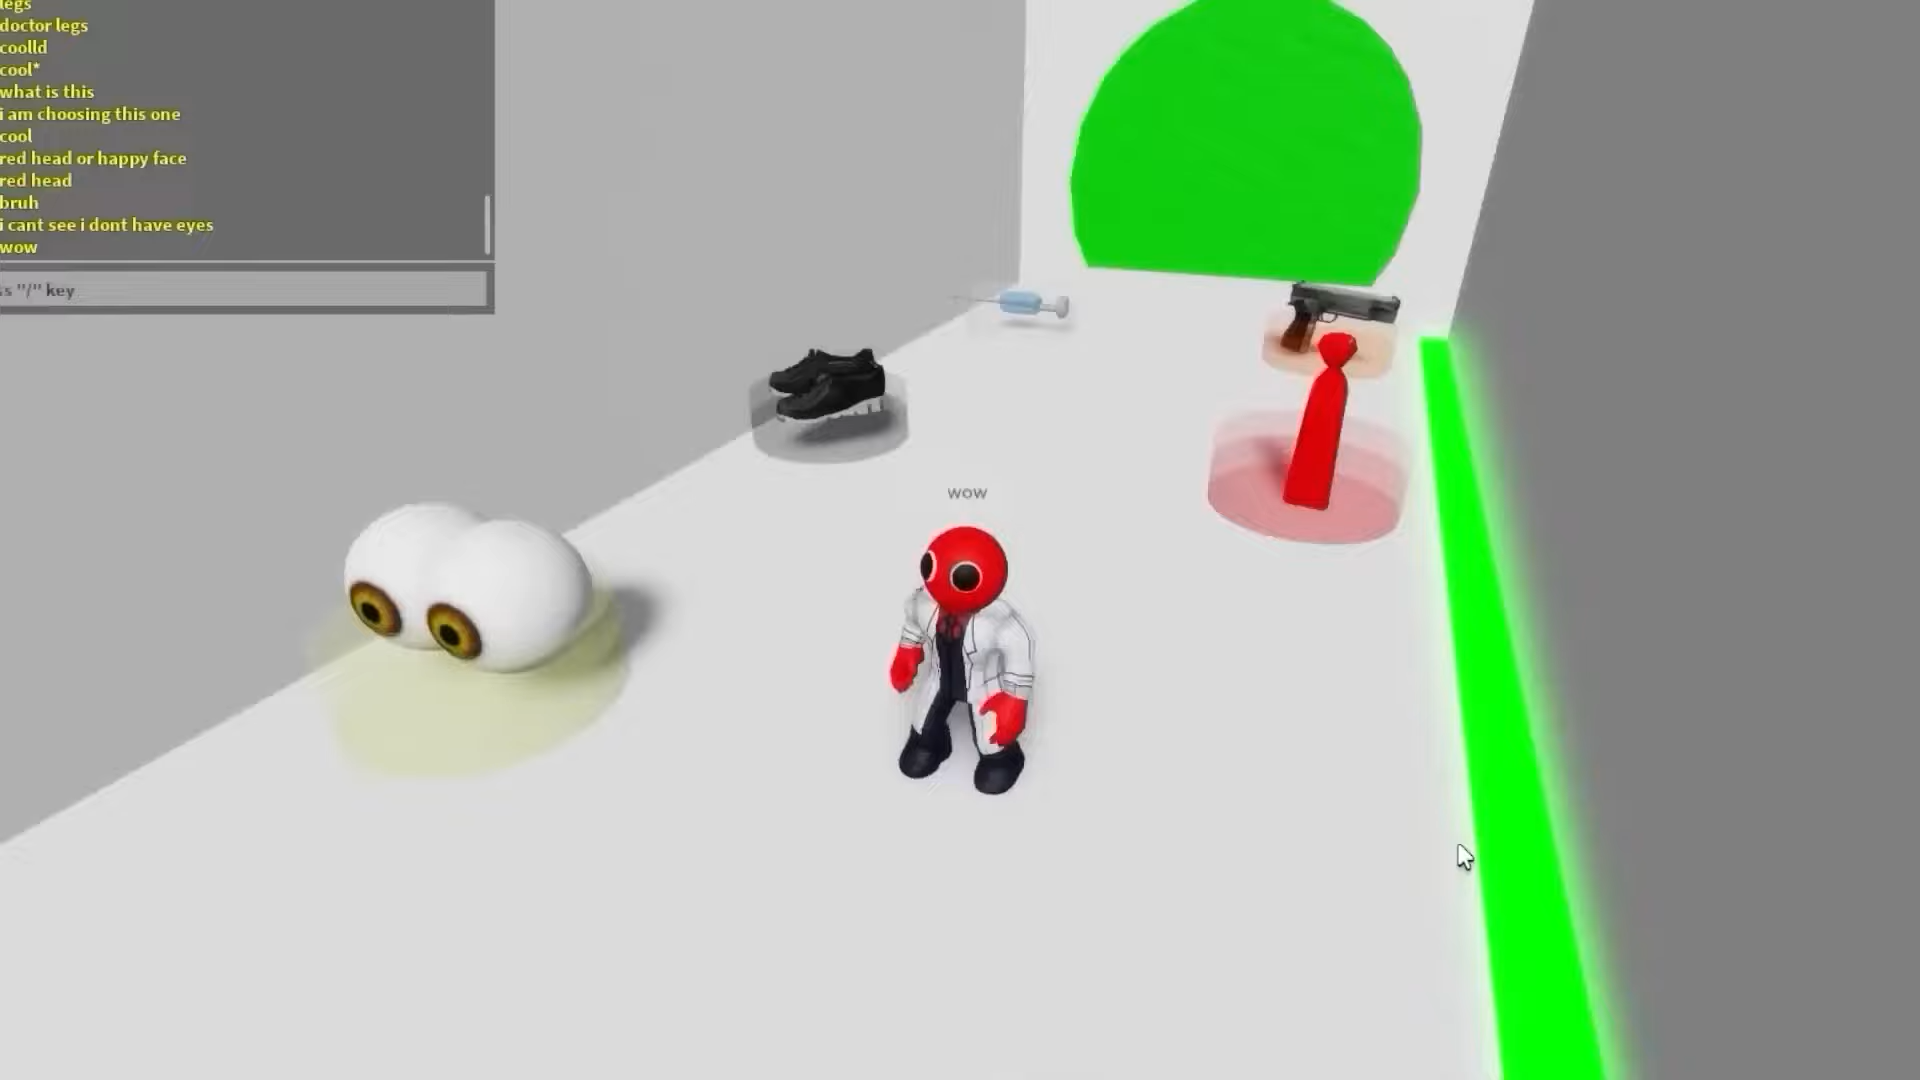 legs
doctor legs
coolld
cool*
what is this
i am choosing this one
cool
red head or happy face
red head
bruh
i cant see i dont have eyes
wow
s "/" key
wow